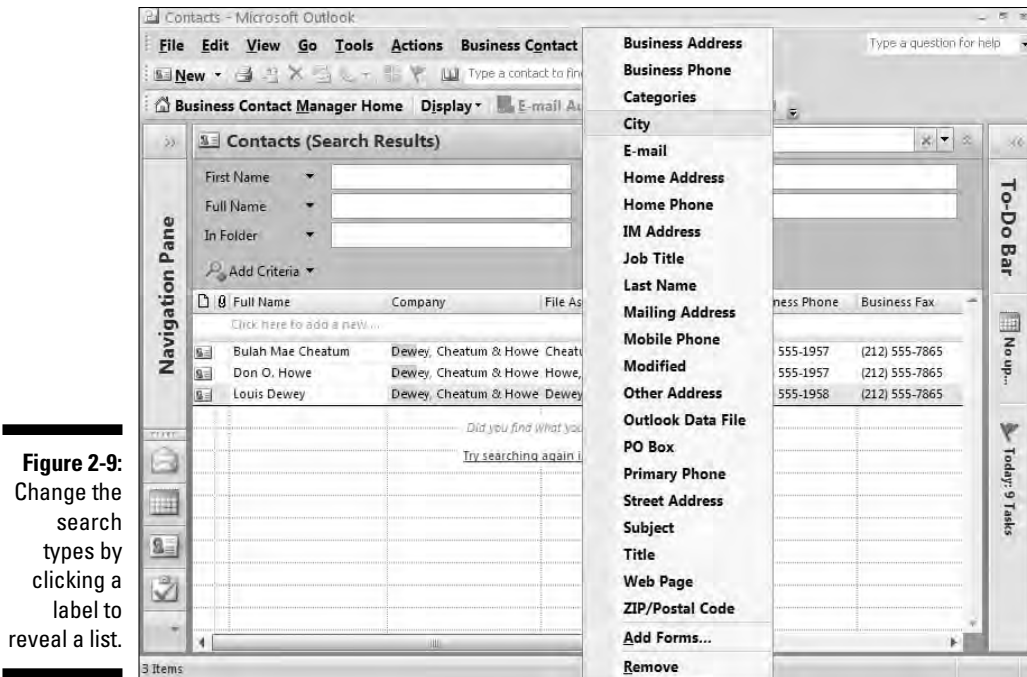 Contacts - Microsoft Outlook
File Edit View Go Tools Actions Business Contact
Type a question for help
New
Type a contact to fin
Business Contact Manager Home Display E-mail Au
Contacts (Search Results)
First Name
Full Name
In Folder
Add Criteria
Full Name Company File As ness Phone Business Fax
Click here to add a new ...
Bulah Mae Cheatum Dewey, Cheatum & Howe Cheatu 555-1957 (212) 555-7865
Don O. Howe Dewey, Cheatum & Howe Howe, 555-1957 (212) 555-7865
Louis Dewey Dewey, Cheatum & Howe Dewey 555-1958 (212) 555-7865
Did you find what you
Try searching again i
3 Items
Navigation Pane
Business Address
Business Phone
Categories
City
E-mail
Home Address
Home Phone
IM Address
Job Title
Last Name
Mailing Address
Mobile Phone
Modified
Other Address
Outlook Data File
PO Box
Primary Phone
Street Address
Subject
Title
Web Page
ZIP/Postal Code
Add Forms...
Remove
To-Do Bar
No up...
Today: 9 Tasks
Figure 2-9:
Change the
search
types by
clicking a
label to
reveal a list.